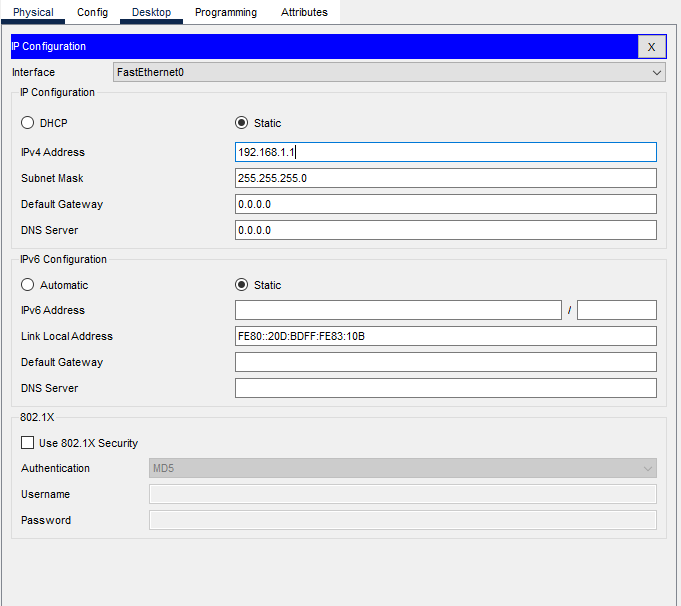 Physical Config Desktop Programming Attributes
IP Configuration X
Interface FastEthernet0
IP Configuration
DHCP Static
IPv4 Address 192.168.1.1
Subnet Mask 255.255.255.0
Default Gateway 0.0.0.0
DNS Server 0.0.0.0
IPv6 Configuration
Automatic Static
IPv6 Address /
Link Local Address FE80::20D:BDFF:FE83:10B
Default Gateway
DNS Server
802.1X
Use 802.1X Security
Authentication MD5
Username
Password